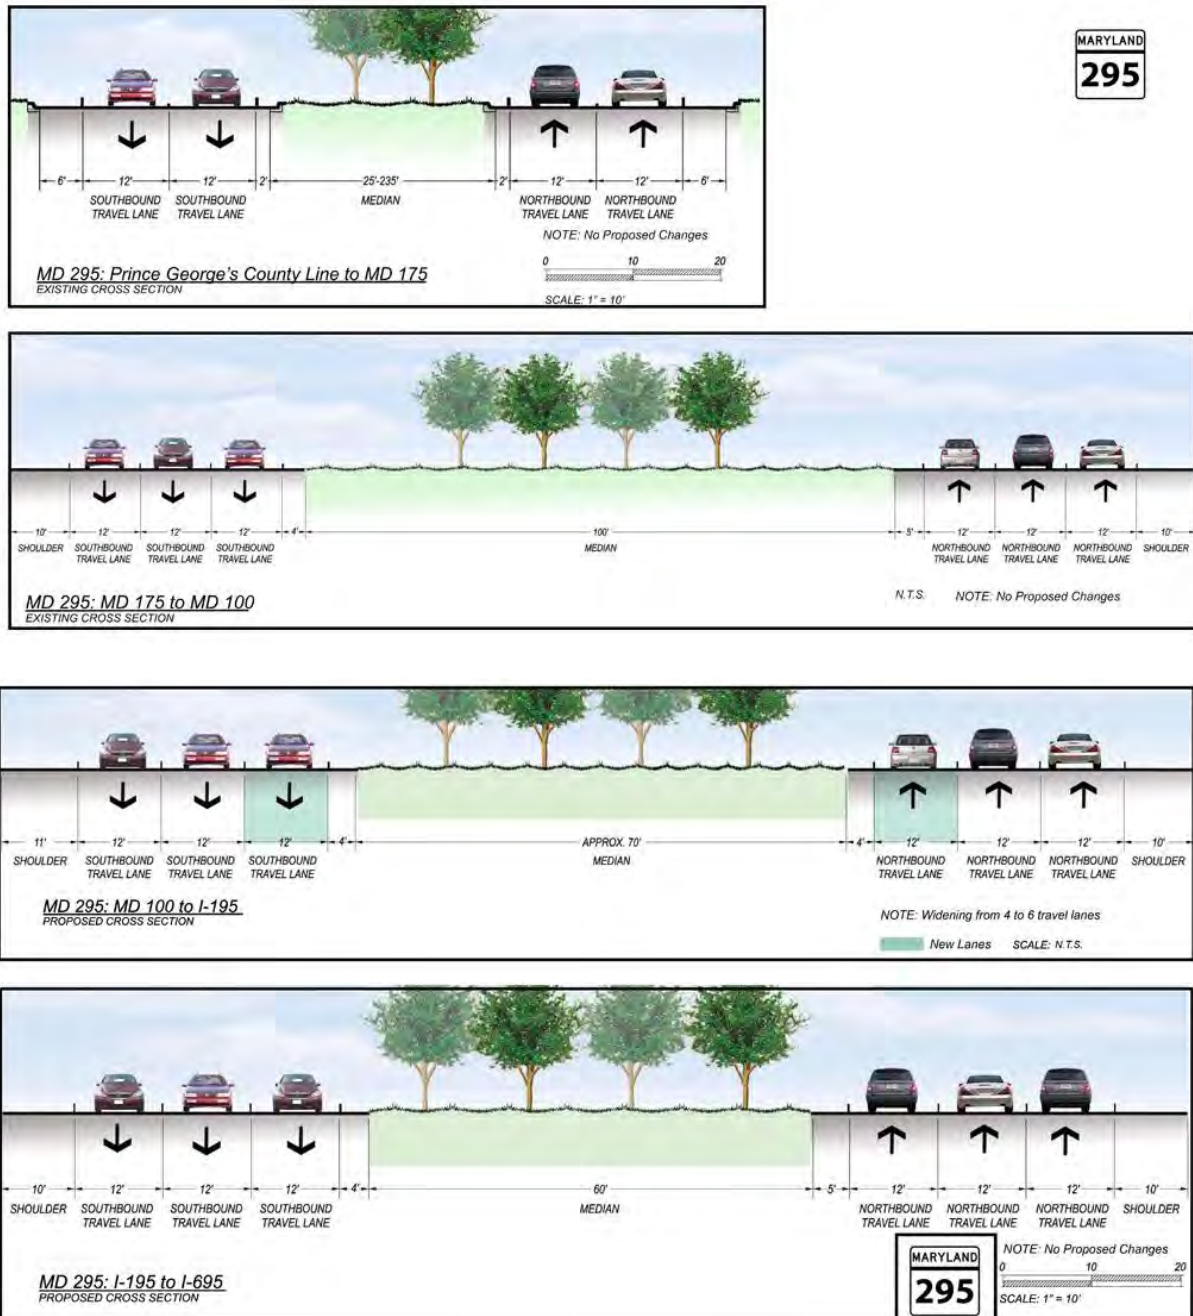 MARYLAND
295
6' 12' 12' 2' 25'-235' 2' 12' 12' 6'
SOUTHBOUND SOUTHBOUND MEDIAN NORTHBOUND NORTHBOUND
TRAVEL LANE TRAVEL LANE TRAVEL LANE TRAVEL LANE
NOTE: No Proposed Changes
MD 295: Prince George's County Line to MD 175
EXISTING CROSS SECTION
0 10 20
SCALE: 1" = 10'
10' 12' 12' 12' 4' 100' 5' 12' 12' 12' 10'
SHOULDER SOUTHBOUND SOUTHBOUND SOUTHBOUND MEDIAN NORTHBOUND NORTHBOUND NORTHBOUND SHOULDER
TRAVEL LANE TRAVEL LANE TRAVEL LANE TRAVEL LANE TRAVEL LANE TRAVEL LANE
MD 295: MD 175 to MD 100
EXISTING CROSS SECTION
N.T.S. NOTE: No Proposed Changes
11' 12' 12' 12' 4' APPROX. 70' 4' 12' 12' 12' 10'
SHOULDER SOUTHBOUND SOUTHBOUND SOUTHBOUND MEDIAN NORTHBOUND NORTHBOUND NORTHBOUND SHOULDER
TRAVEL LANE TRAVEL LANE TRAVEL LANE TRAVEL LANE TRAVEL LANE TRAVEL LANE
MD 295: MD 100 to I-195
PROPOSED CROSS SECTION
NOTE: Widening from 4 to 6 travel lanes
New Lanes SCALE: N.T.S.
10' 12' 12' 12' 4' 60' 5' 12' 12' 12' 10'
SHOULDER SOUTHBOUND SOUTHBOUND SOUTHBOUND MEDIAN NORTHBOUND NORTHBOUND NORTHBOUND SHOULDER
TRAVEL LANE TRAVEL LANE TRAVEL LANE TRAVEL LANE TRAVEL LANE TRAVEL LANE
MD 295: I-195 to I-695
PROPOSED CROSS SECTION
MARYLAND
295
NOTE: No Proposed Changes
0 10 20
SCALE: 1" = 10'